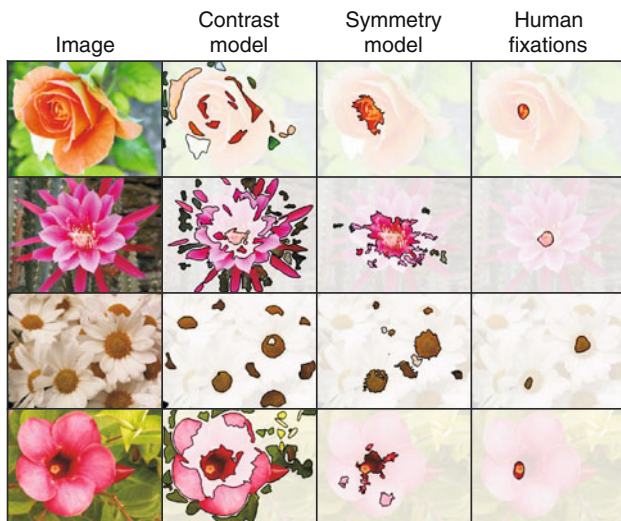 Image
Contrast
model
Symmetry
model
Human
fixations